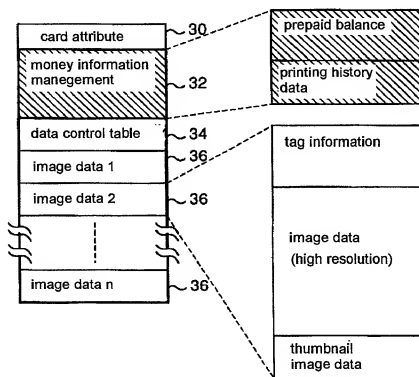 card attribute
30
money information
manegement
32
data control table
34
36
image data 1
image data 2
36
image data n
36
prepaid balance
printing history
data
tag information
image data
(high resolution)
thumbnail
image data